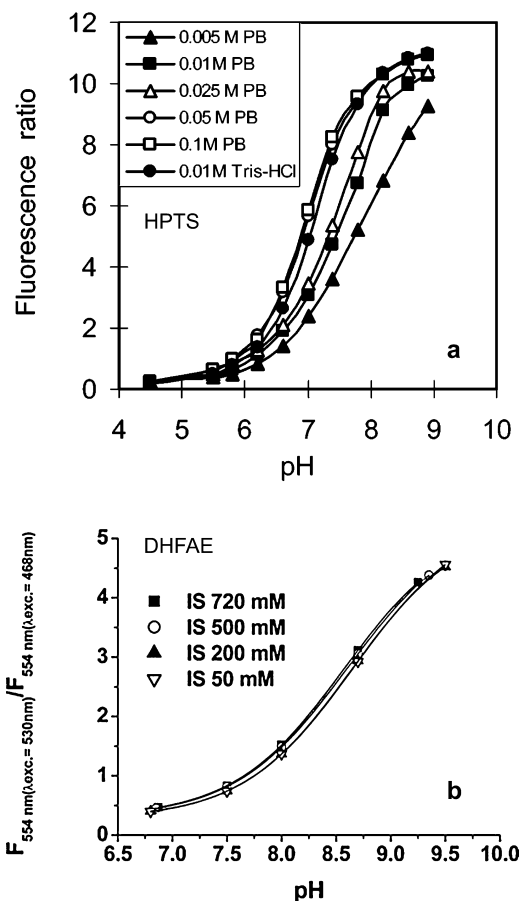 12
10
8
6
4
2
0
Fluorescence ratio
0.005 M PB
0.01M PB
0.025 M PB
0.05 M PB
0.1M PB
0.01M Tris-HCl
HPTS
a
4 5 6 7 8 9 10
pH
5
4
3
2
1
0
F554 nm(λexc.= 530nm)/F554 nm(λexc.= 468nm)
DHFAE
IS 720 mM
IS 500 mM
IS 200 mM
IS 50 mM
b
6.5 7.0 7.5 8.0 8.5 9.0 9.5 10.0
pH